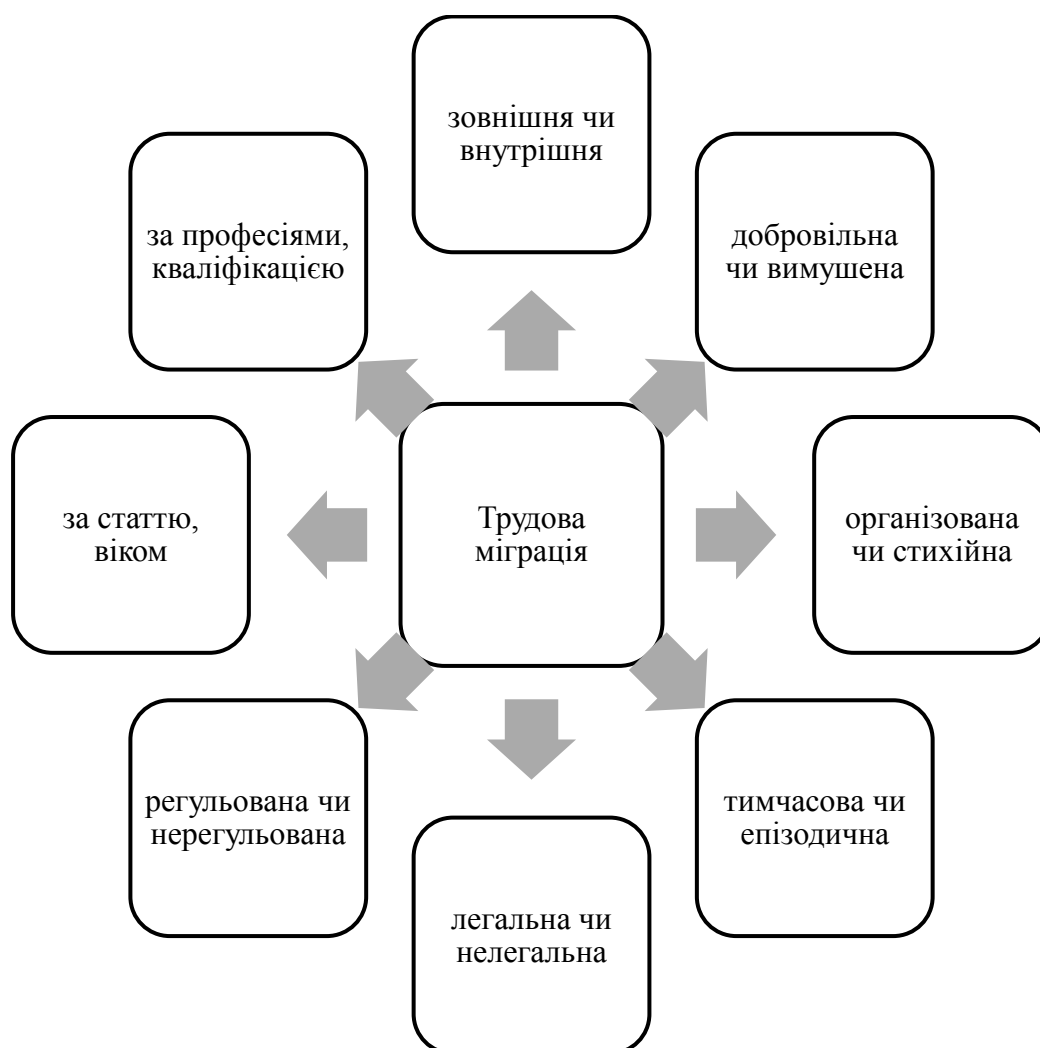 зовнішня чи
внутрішня
за професіями,
кваліфікацією
добровільна
чи вимушена
за статтю,
віком
Трудова
міграція
організована
чи стихійна
регульована чи
нерегульована
тимчасова чи
епізодична
легальна чи
нелегальна